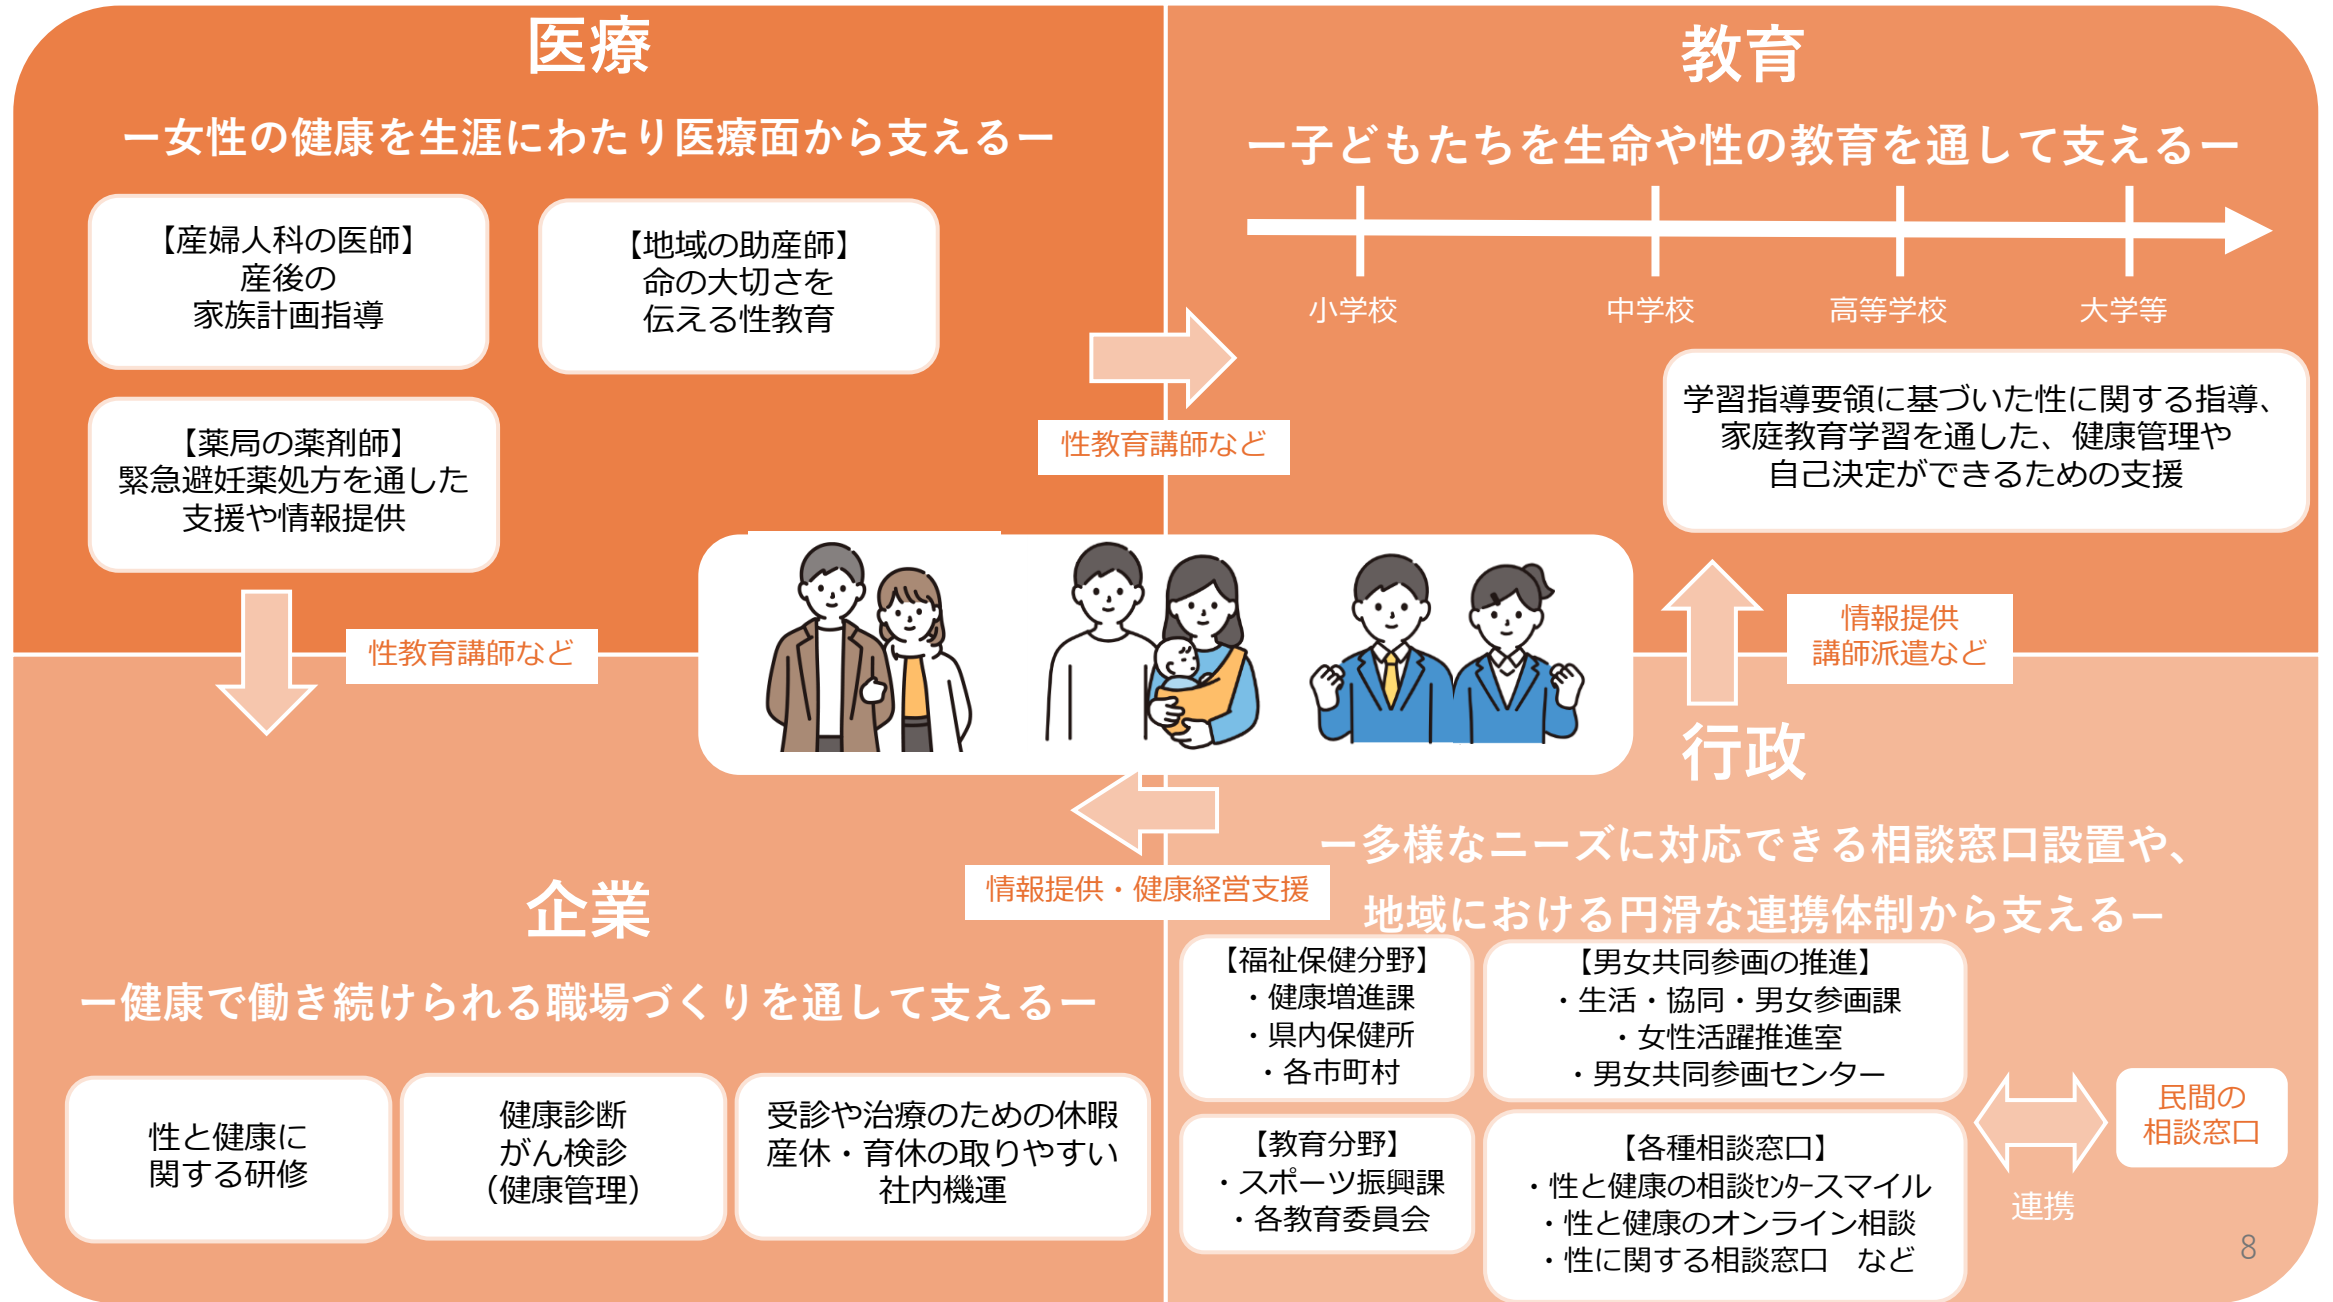 医療
ー女性の健康を生涯にわたり医療面から支えるー
【産婦人科の医師】
産後の
家族計画指導
【地域の助産師】
命の大切さを
伝える性教育
【薬局の薬剤師】
緊急避妊薬処方を通した
支援や情報提供
性教育講師など
性教育講師など
教育
ー子どもたちを生命や性の教育を通して支えるー
小学校
中学校
高等学校
大学等
学習指導要領に基づいた性に関する指導、
家庭教育学習を通した、健康管理や
自己決定ができるための支援
情報提供
講師派遣など
企業
ー健康で働き続けられる職場づくりを通して支えるー
性と健康に
関する研修
健康診断
がん検診
（健康管理）
受診や治療のための休暇
産休・育休の取りやすい
社内機運
情報提供・健康経営支援
行政
ー多様なニーズに対応できる相談窓口設置や、
地域における円滑な連携体制から支えるー
【福祉保健分野】
・健康増進課
・県内保健所
・各市町村
【男女共同参画の推進】
・生活・協同・男女参画課
・女性活躍推進室
・男女共同参画センター
【教育分野】
・スポーツ振興課
・各教育委員会
【各種相談窓口】
・性と健康の相談ｾﾝﾀｰスマイル
・性と健康のオンライン相談
・性に関する相談窓口　など
民間の
相談窓口
連携
8